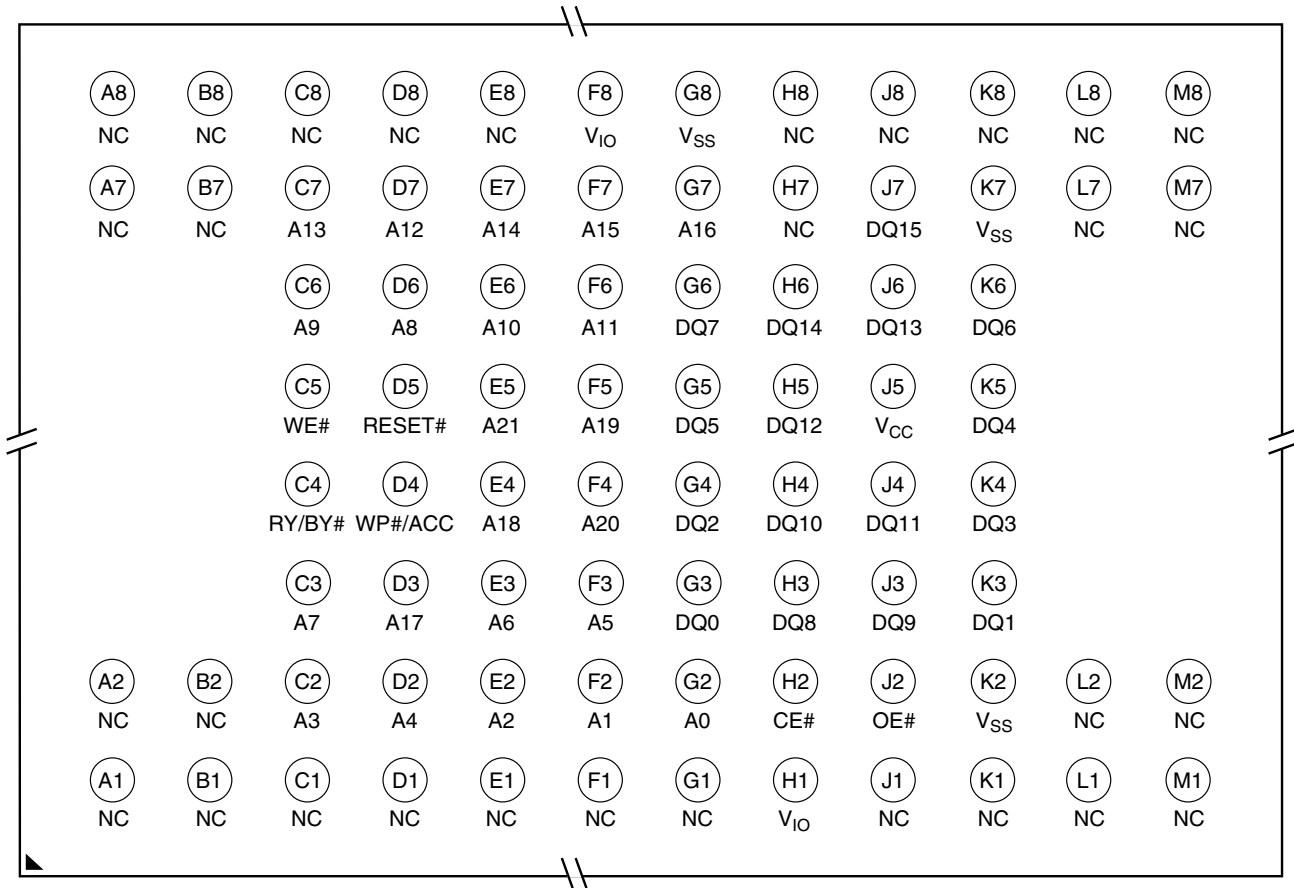 A8 B8 C8 D8 E8 F8 G8 H8 J8 K8 L8 M8
NC NC NC NC NC VIO VSS NC NC NC NC NC
A7 B7 C7 D7 E7 F7 G7 H7 J7 K7 L7 M7
NC NC A13 A12 A14 A15 A16 NC DQ15 VSS NC NC
C6 D6 E6 F6 G6 H6 J6 K6
A9 A8 A10 A11 DQ7 DQ14 DQ13 DQ6
C5 D5 E5 F5 G5 H5 J5 K5
WE# RESET# A21 A19 DQ5 DQ12 VCC DQ4
C4 D4 E4 F4 G4 H4 J4 K4
RY/BY# WP#/ACC A18 A20 DQ2 DQ10 DQ11 DQ3
C3 D3 E3 F3 G3 H3 J3 K3
A7 A17 A6 A5 DQ0 DQ8 DQ9 DQ1
A2 B2 C2 D2 E2 F2 G2 H2 J2 K2 L2 M2
NC NC A3 A4 A2 A1 A0 CE# OE# VSS NC NC
A1 B1 C1 D1 E1 F1 G1 H1 J1 K1 L1 M1
NC NC NC NC NC NC NC VIO NC NC NC NC